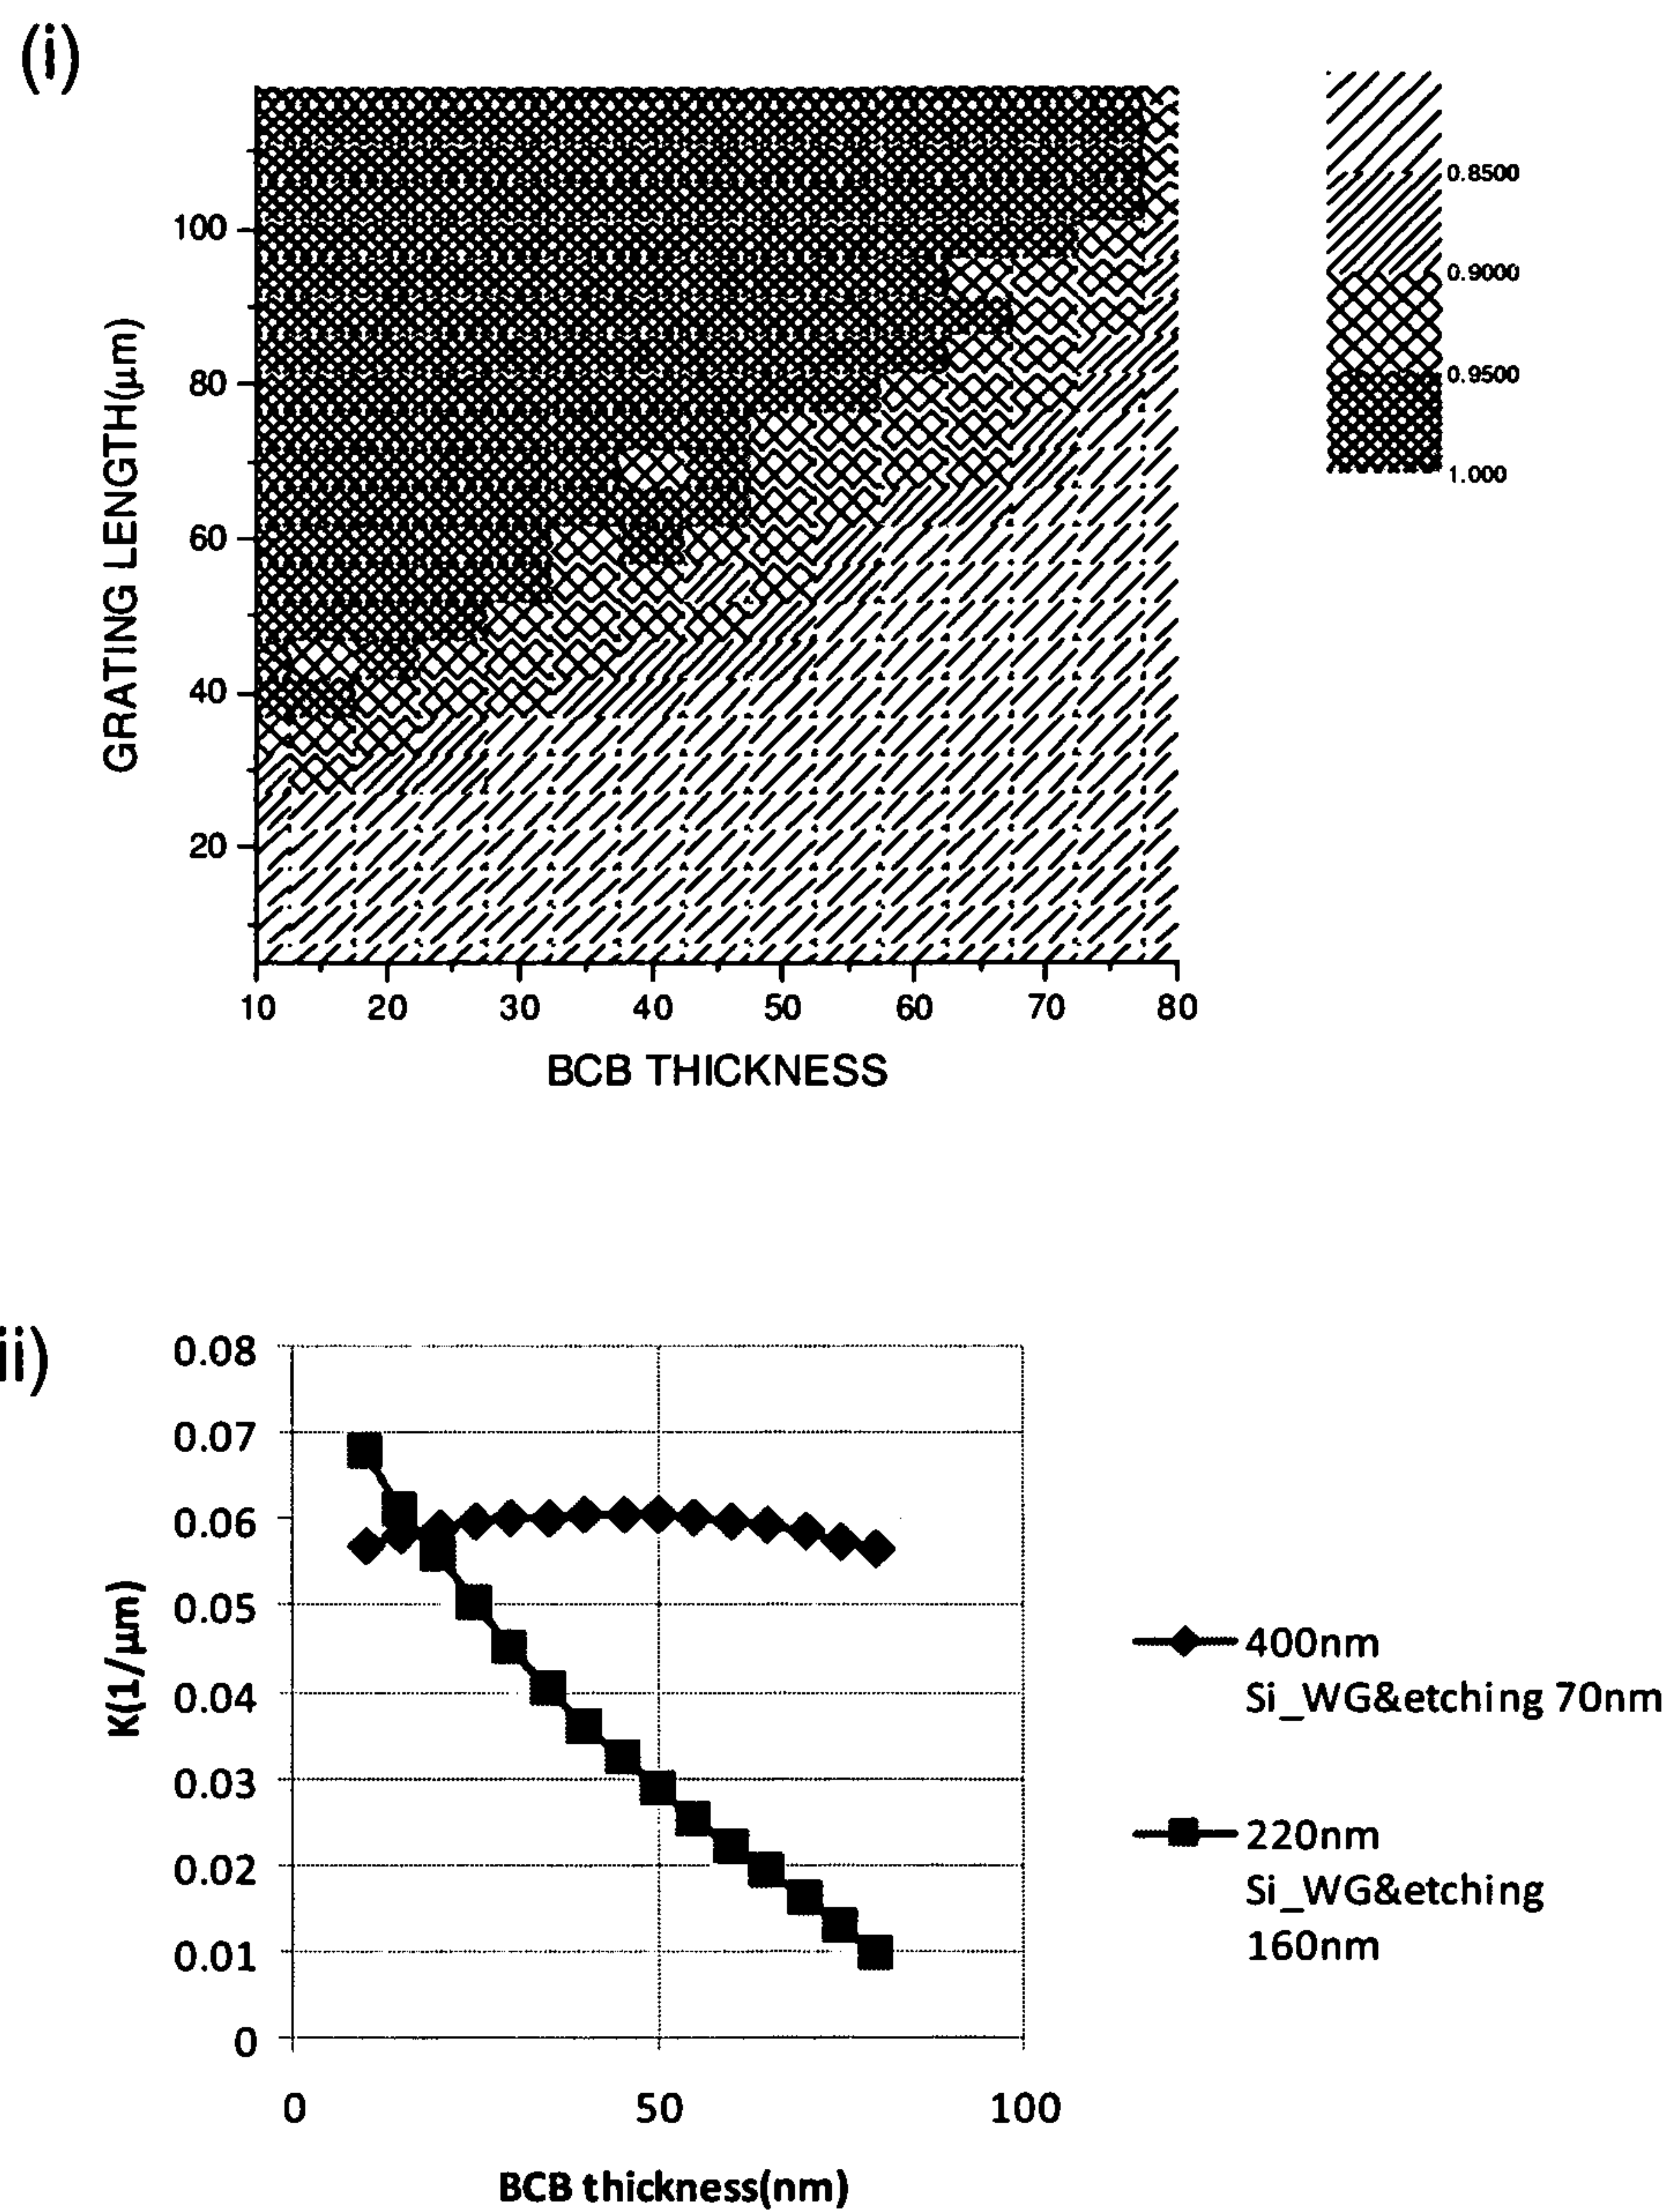 (i)
100
80
60
40
20
GRATING LENGTH(μm)
10 20 30 40 50 60 70 80
BCB THICKNESS
0.8500
0.9000
0.9500
1.000
ii)
0.08
0.07
0.06
0.05
0.04
0.03
0.02
0.01
0
K(1/μm)
0 50 100
BCB thickness(nm)
400nm
Si_WG&etching 70nm
220nm
Si_WG&etching
160nm